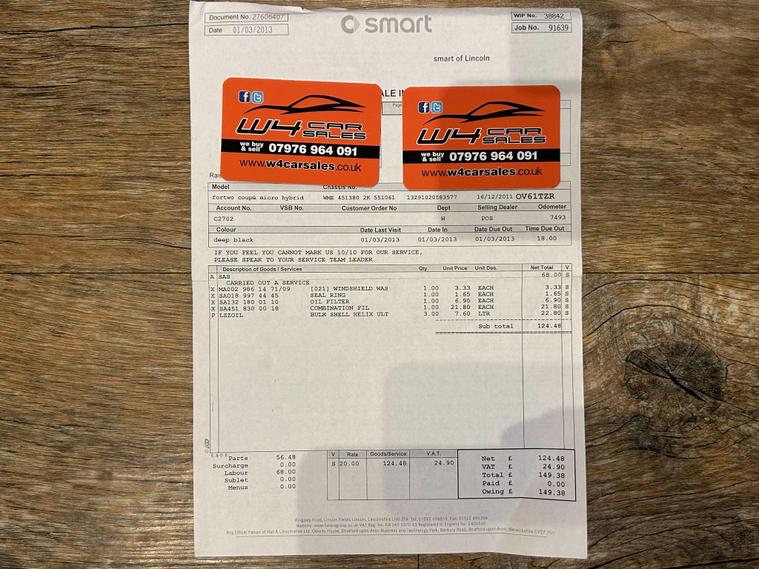 Document No. 27606407
Date 01/03/2013
smart
WIP No. 38842
Job No. 91639
smart of Lincoln
ALE IN
Page
W4 CAR SALES
we buy & sell 07976 964 091
www.w4carsales.co.uk
W4 CAR SALES
we buy & sell 07976 964 091
www.w4carsales.co.uk
Model Chassis No.
fortwo coupé micro hybrid WME 451380 2K 551061 13291020583577 16/12/2011 OV61TZR
Account No. VSB No. Customer Order No Dept Selling Dealer Odometer
C2702 W POS 7493
Colour Date Last Visit Date In Date Due Out Time Due Out
deep black 01/03/2013 01/03/2013 01/03/2013 18.00
IF YOU FEEL YOU CANNOT MARK US 10/10 FOR OUR SERVICE,
PLEASE SPEAK TO YOUR SERVICE TEAM LEADER.
Description of Goods / Services Qty. Unit Price Unit Des. Net Total V
A SAS 68.00 S
CARRIED OUT A SERVICE
X MA002 986 14 71/09 [021] WINDSHIELD WAS 1.00 3.33 EACH 3.33 S
X SA018 997 44 45 SEAL RING 1.00 1.65 EACH 1.65 S
X SA132 180 01 10 OIL FILTER 1.00 6.90 EACH 6.90 S
X SA451 830 00 18 COMBINATION FIL 1.00 21.80 EACH 21.80 S
P LZZOIL BULK SHELL HELIX ULT 3.00 7.60 LTR 22.80 S
Sub total 124.48
E.&O.E
Parts 56.48
Surcharge 0.00
Labour 68.00
Sublet 0.00
Menus 0.00
V Rate Goods/Service V.A.T.
S 20.00 124.48 24.90
Net £ 124.48
VAT £ 24.90
Total £ 149.38
Paid £ 0.00
Owing £ 149.38